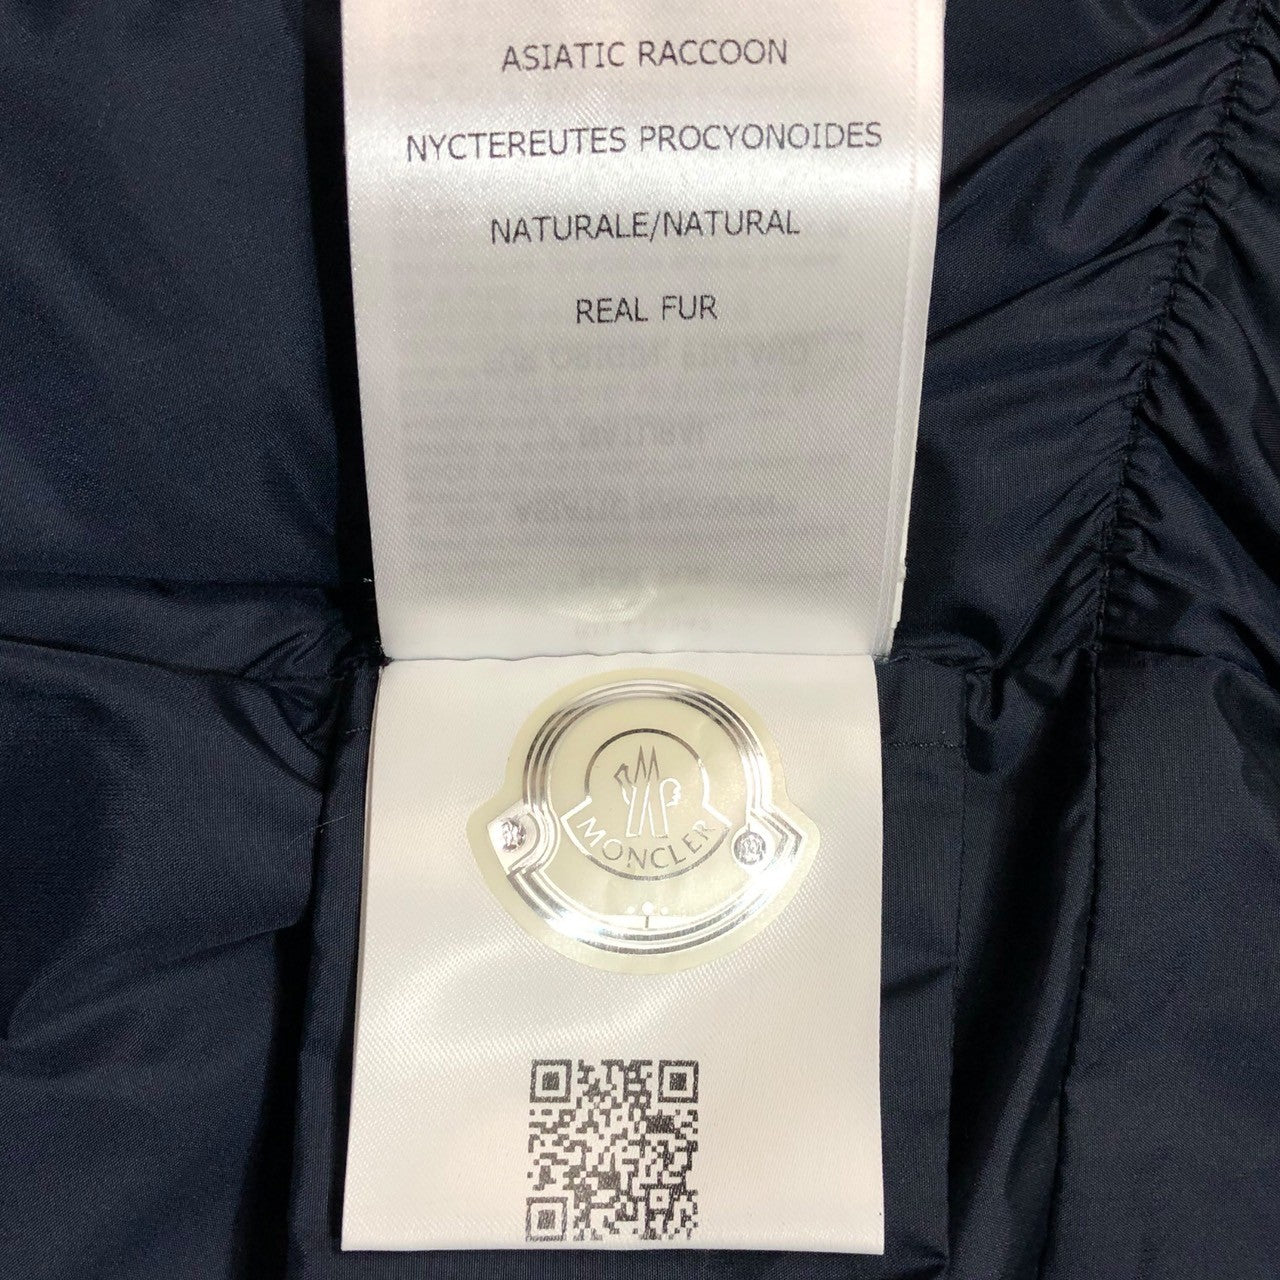 ASIATIC RACCOON
NYCTEREUTES PROCYONOIDES
NATURALE/NATURAL
REAL FUR
MONCLER